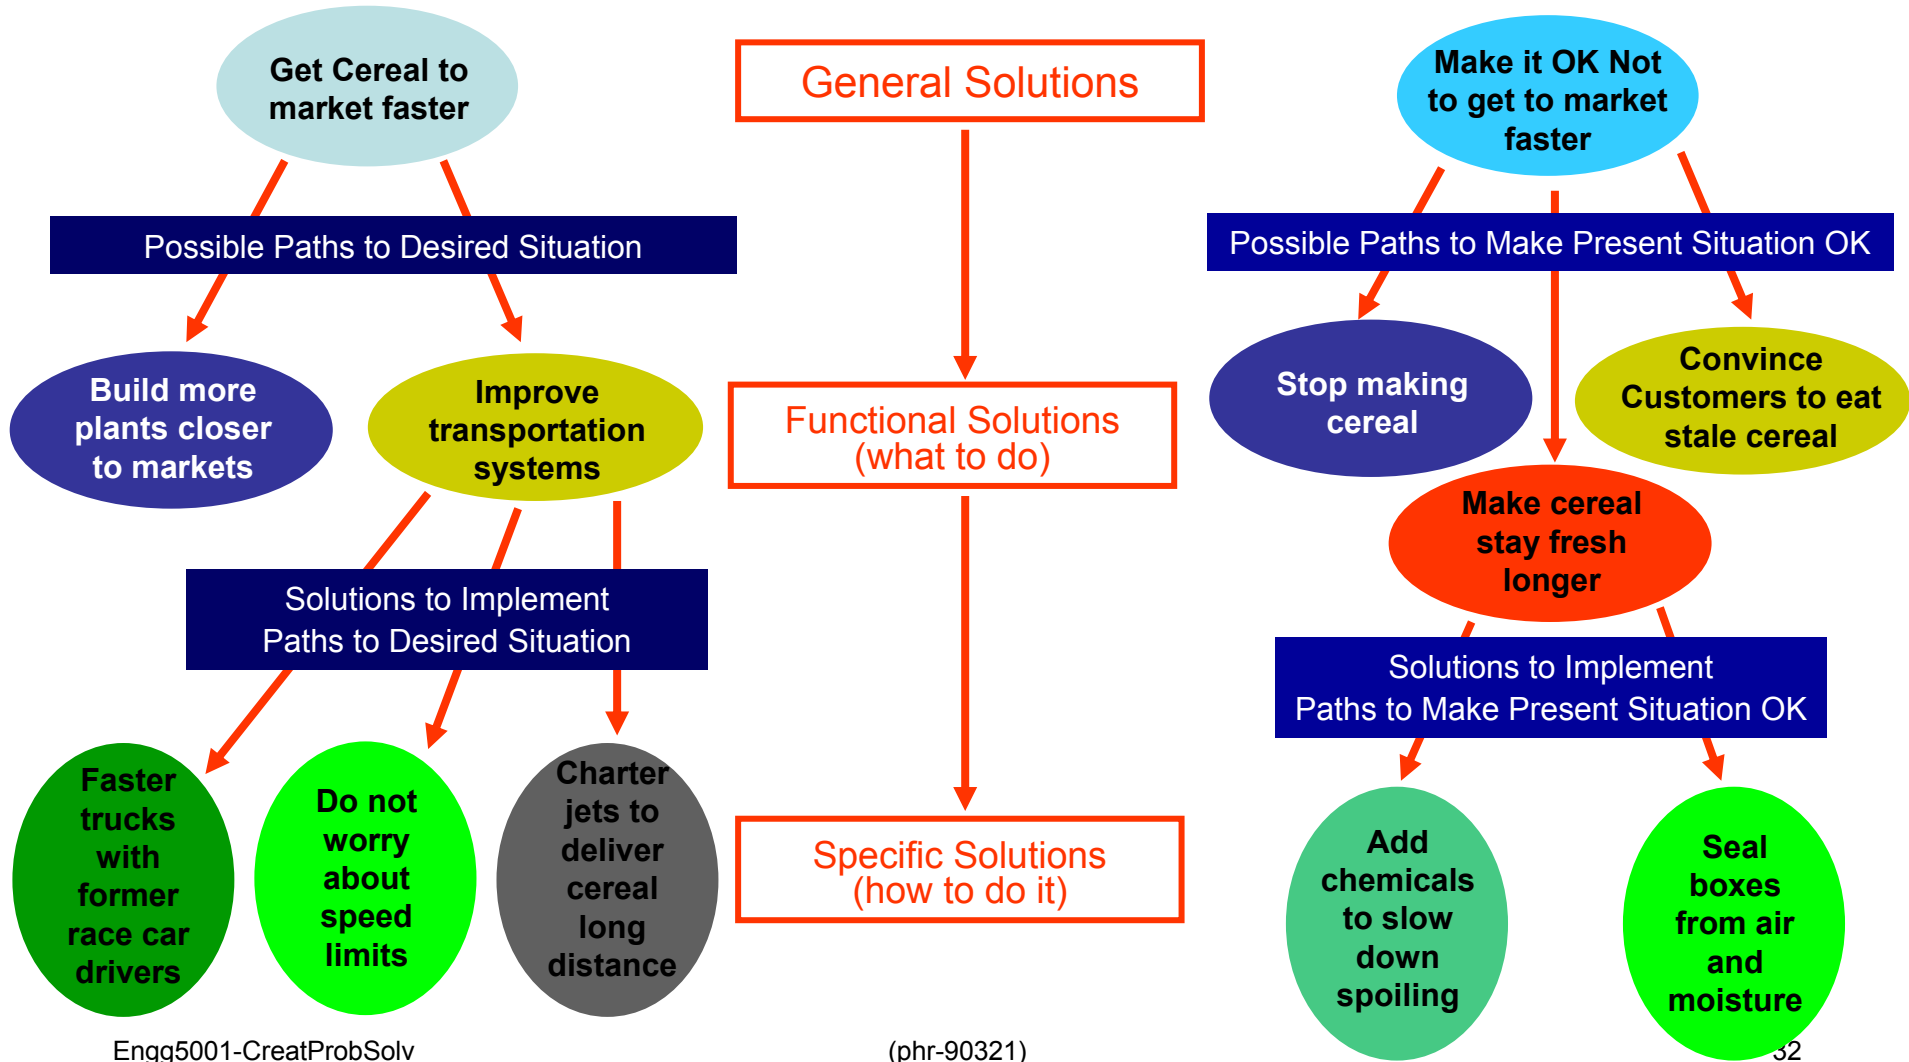 Get Cereal to
market faster
General Solutions
Make it OK Not
to get to market
faster
Possible Paths to Desired Situation
Possible Paths to Make Present Situation OK
Build more
plants closer
to markets
Improve
transportation
systems
Functional Solutions
(what to do)
Stop making
cereal
Convince
Customers to eat
stale cereal
Make cereal
stay fresh
longer
Solutions to Implement
Paths to Desired Situation
Solutions to Implement
Paths to Make Present Situation OK
Faster
trucks
with
former
race car
drivers
Do not
worry
about
speed
limits
Charter
jets to
deliver
cereal
long
distance
Specific Solutions
(how to do it)
Add
chemicals
to slow
down
spoiling
Seal
boxes
from air
and
moisture
Engg5001-CreatProbSolv
(phr-90321)
32